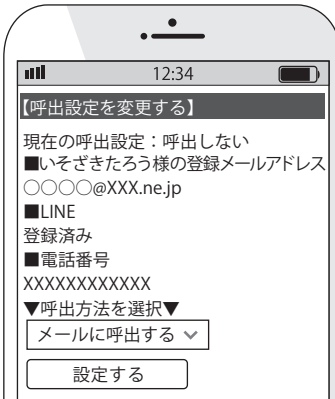 12:34
【呼出設定を変更する】
現在の呼出設定：呼出しない
■いそざきたろう様の登録メールアドレス
○○○○@XXX.ne.jp
■LINE
登録済み
■電話番号
XXXXXXXXXXXX
▼呼出方法を選択▼
メールに呼出する
設定する